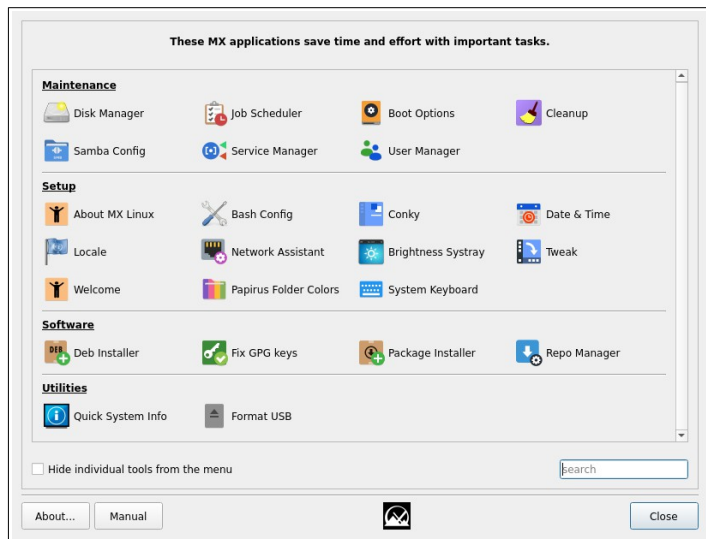 These MX applications save time and effort with important tasks.
Maintenance
Disk Manager Job Scheduler Boot Options Cleanup
Samba Config Service Manager User Manager
Setup
About MX Linux Bash Config Conky Date & Time
Locale Network Assistant Brightness Systray Tweak
Welcome Papirus Folder Colors System Keyboard
Software
DEB Deb Installer Fix GPG keys Package Installer Repo Manager
Utilities
Quick System Info Format USB
Hide individual tools from the menu search
About... Manual Close